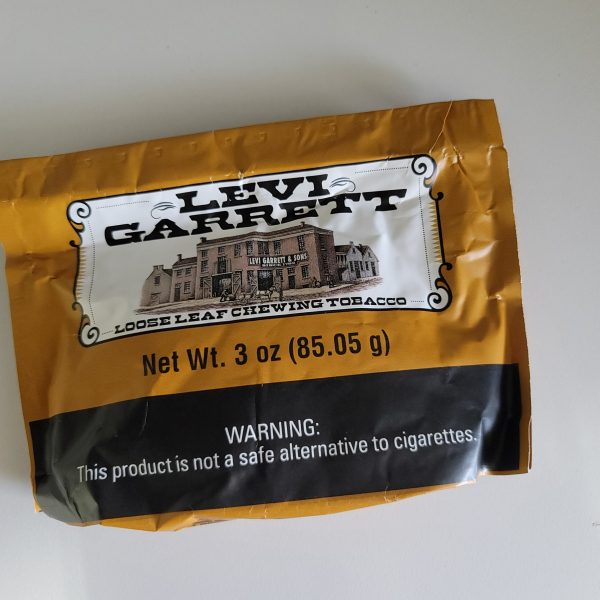 LEVI
GARRETT
LEVI GARRETT & SONS
LOOSE LEAF CHEWING TOBACCO
Net Wt. 3 oz (85.05 g)
WARNING:
This product is not a safe alternative to cigarettes.